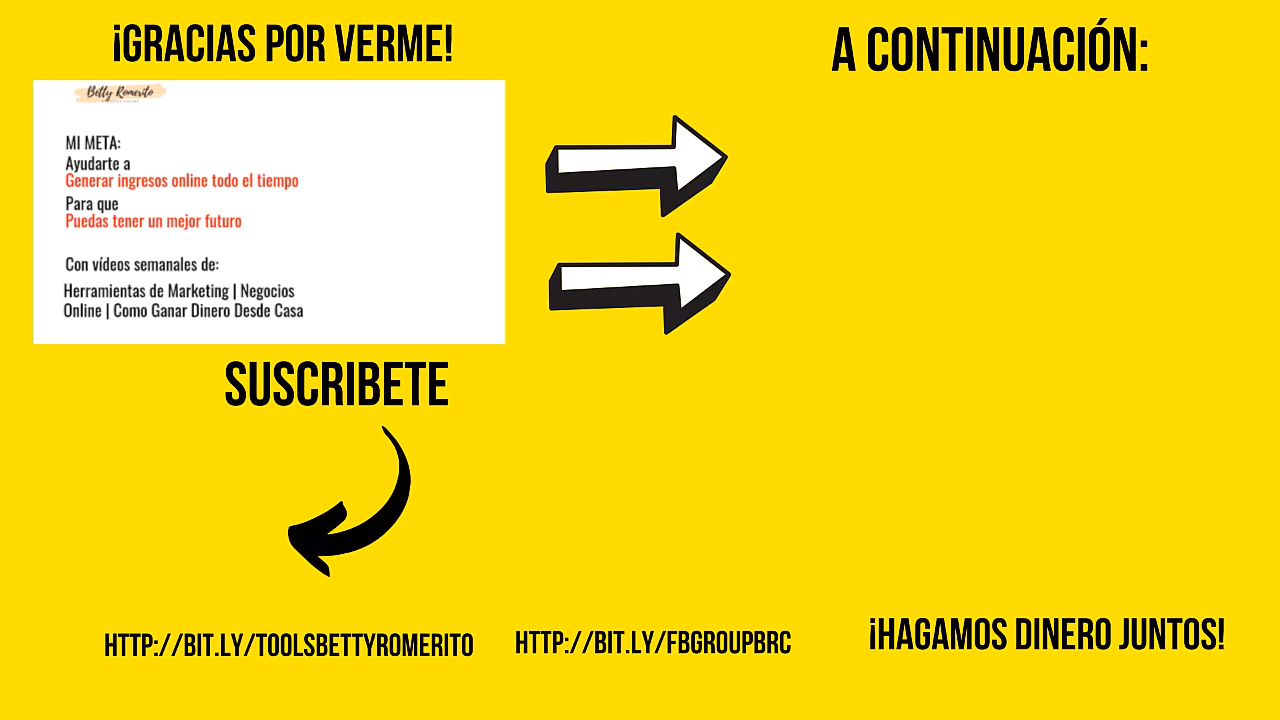 ¡GRACIAS POR VERME!
A CONTINUACIÓN:
Betty Romerito
MI META:
Ayudarte a
Generar ingresos online todo el tiempo
Para que
Puedas tener un mejor futuro
Con vídeos semanales de:
Herramientas de Marketing | Negocios
Online | Como Ganar Dinero Desde Casa
SUSCRIBETE
HTTP://BIT.LY/TOOLSBETTYROMERITO
HTTP://BIT.LY/FBGROUPBRC
¡HAGAMOS DINERO JUNTOS!